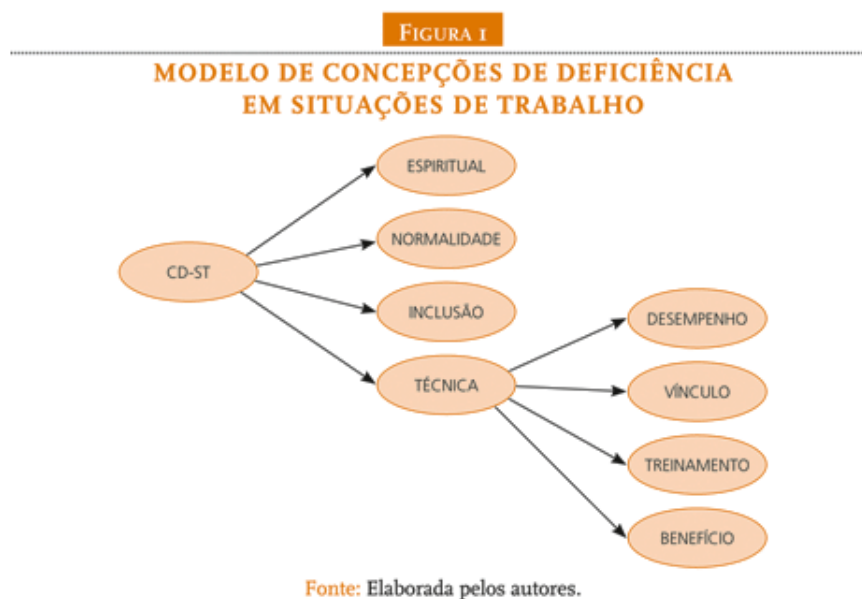 FIGURA I
MODELO DE CONCEPÇÕES DE DEFICIÊNCIA
EM SITUAÇÕES DE TRABALHO
ESPIRITUAL
NORMALIDADE
CD-ST
INCLUSÃO
DESEMPENHO
TÉCNICA
VÍNCULO
TREINAMENTO
BENEFÍCIO
Fonte: Elaborada pelos autores.